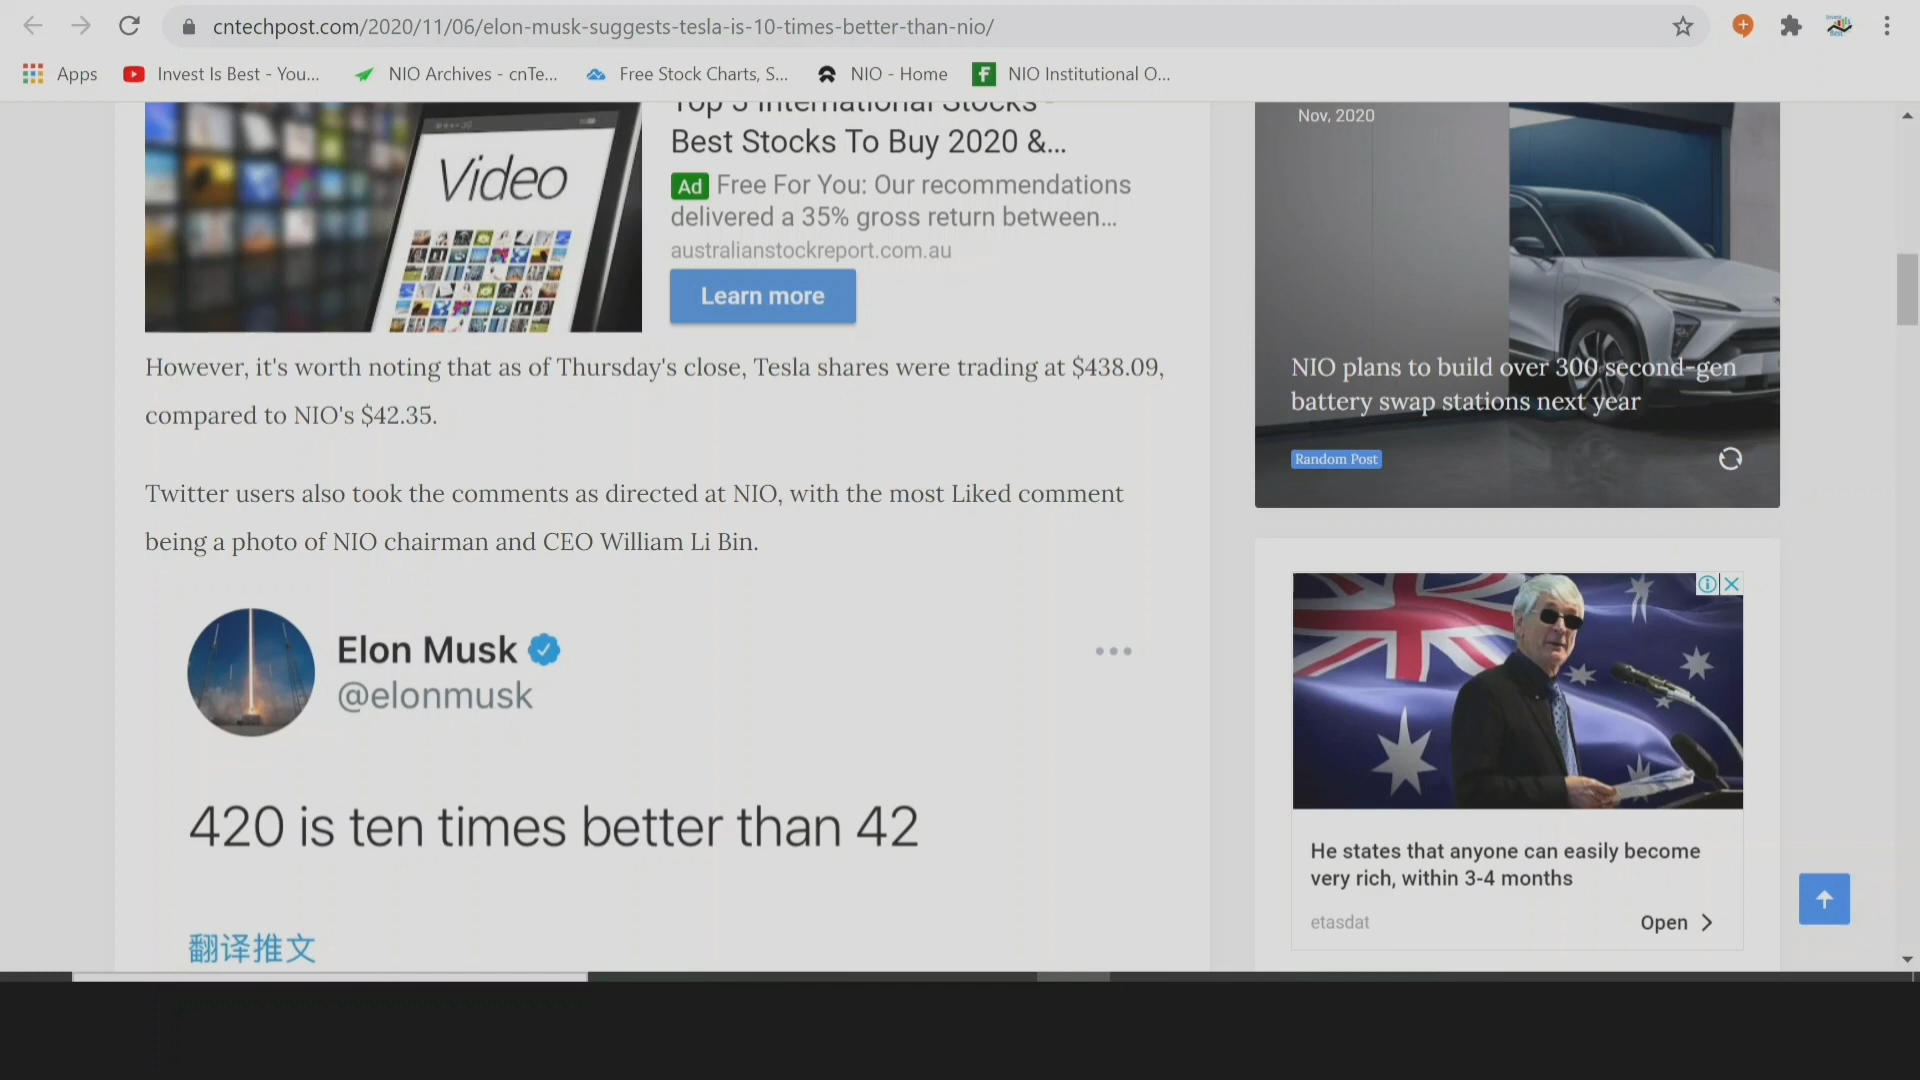 cntechpost.com/2020/11/06/elon-musk-suggests-tesla-is-10-times-better-than-nio/
Apps
Invest Is Best - You...
NIO Archives - cnTe...
Free Stock Charts, S...
NIO - Home
NIO Institutional O...
Video
Top 5 International Stocks -
Best Stocks To Buy 2020 &...
Ad Free For You: Our recommendations
delivered a 35% gross return between...
australianstockreport.com.au
Learn more
However, it's worth noting that as of Thursday's close, Tesla shares were trading at $438.09,
compared to NIO's $42.35.
Twitter users also took the comments as directed at NIO, with the most Liked comment
being a photo of NIO chairman and CEO William Li Bin.
Elon Musk
@elonmusk
420 is ten times better than 42
翻译推文
Nov, 2020
NIO plans to build over 300 second-gen
battery swap stations next year
Random Post
He states that anyone can easily become
very rich, within 3-4 months
etasdat
Open